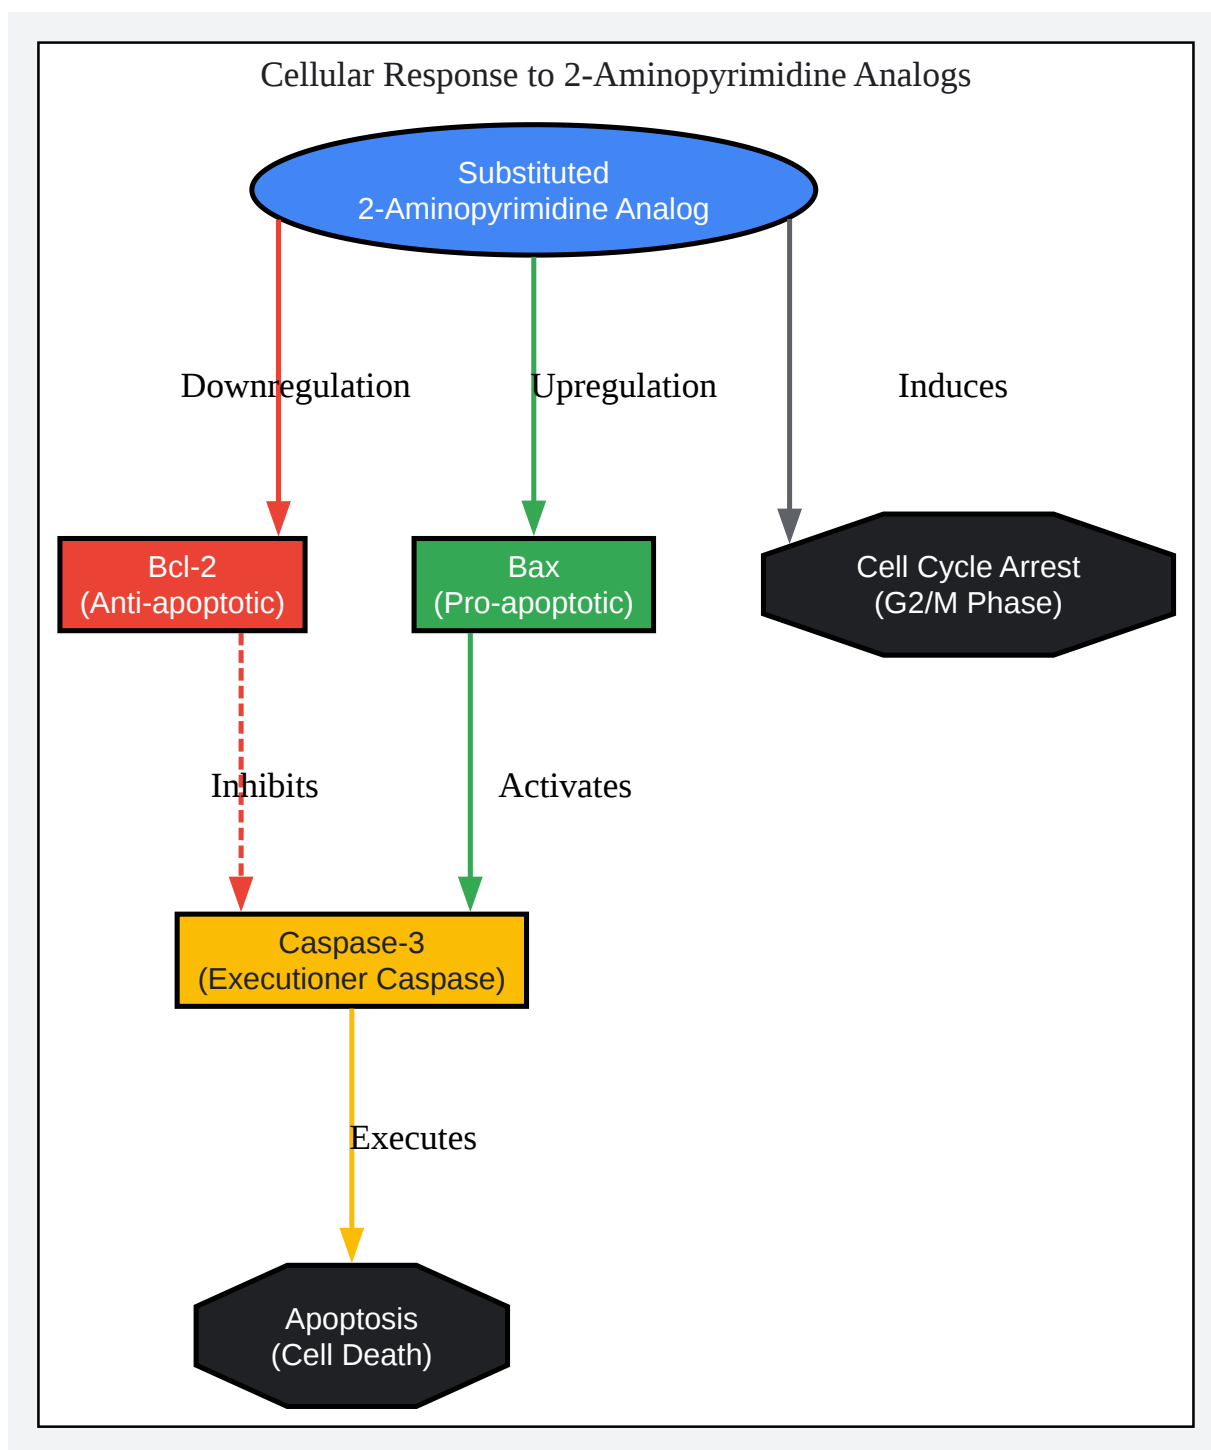 Cellular Response to 2-Aminopyrimidine Analogs
Substituted
2-Aminopyrimidine Analog
Downregulation
Upregulation
Induces
Bcl-2
(Anti-apoptotic)
Bax
(Pro-apoptotic)
Cell Cycle Arrest
(G2/M Phase)
Inhibits
Activates
Caspase-3
(Executioner Caspase)
Executes
Apoptosis
(Cell Death)